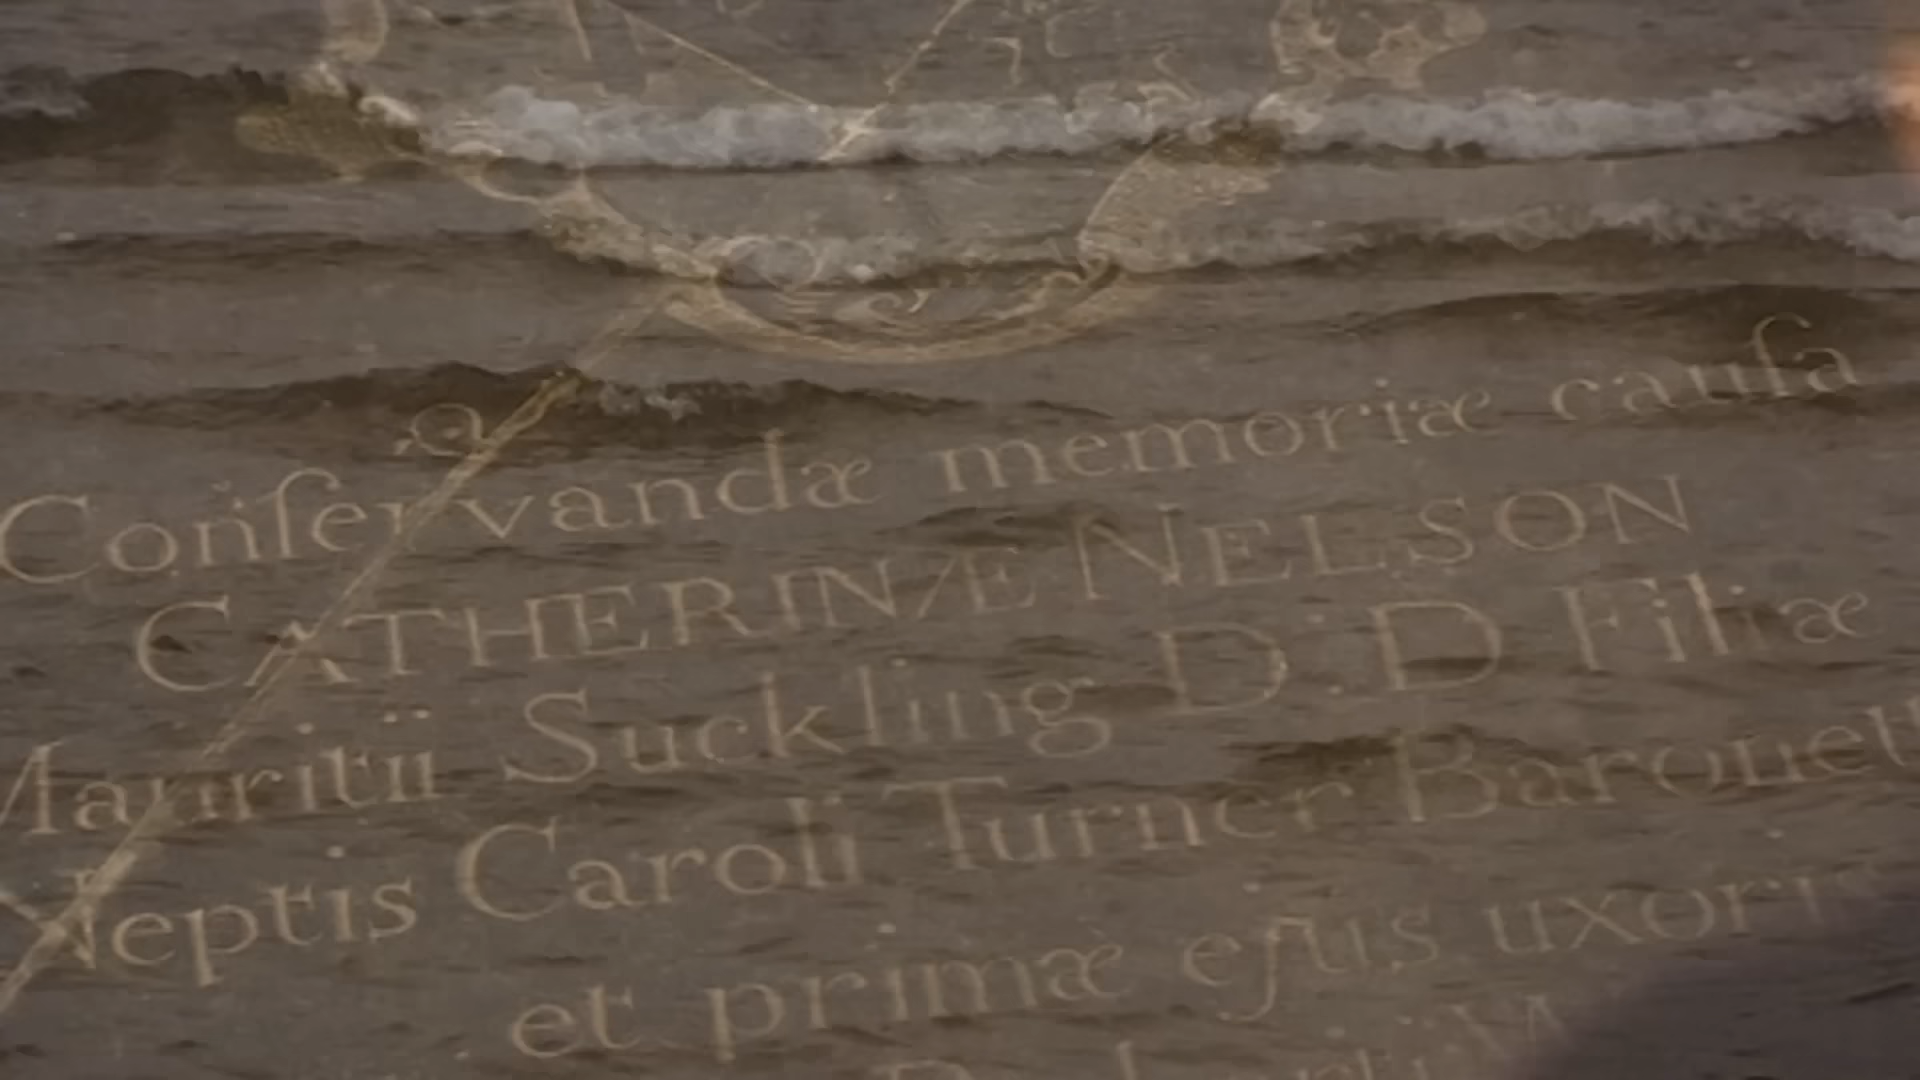 Conſervandæ memoriæ cauſa
CATHERINÆ NELSON
Mauritii Suckling D.D Filiæ
Neptis Caroli Turner Baronett
et primæ ejus uxoris